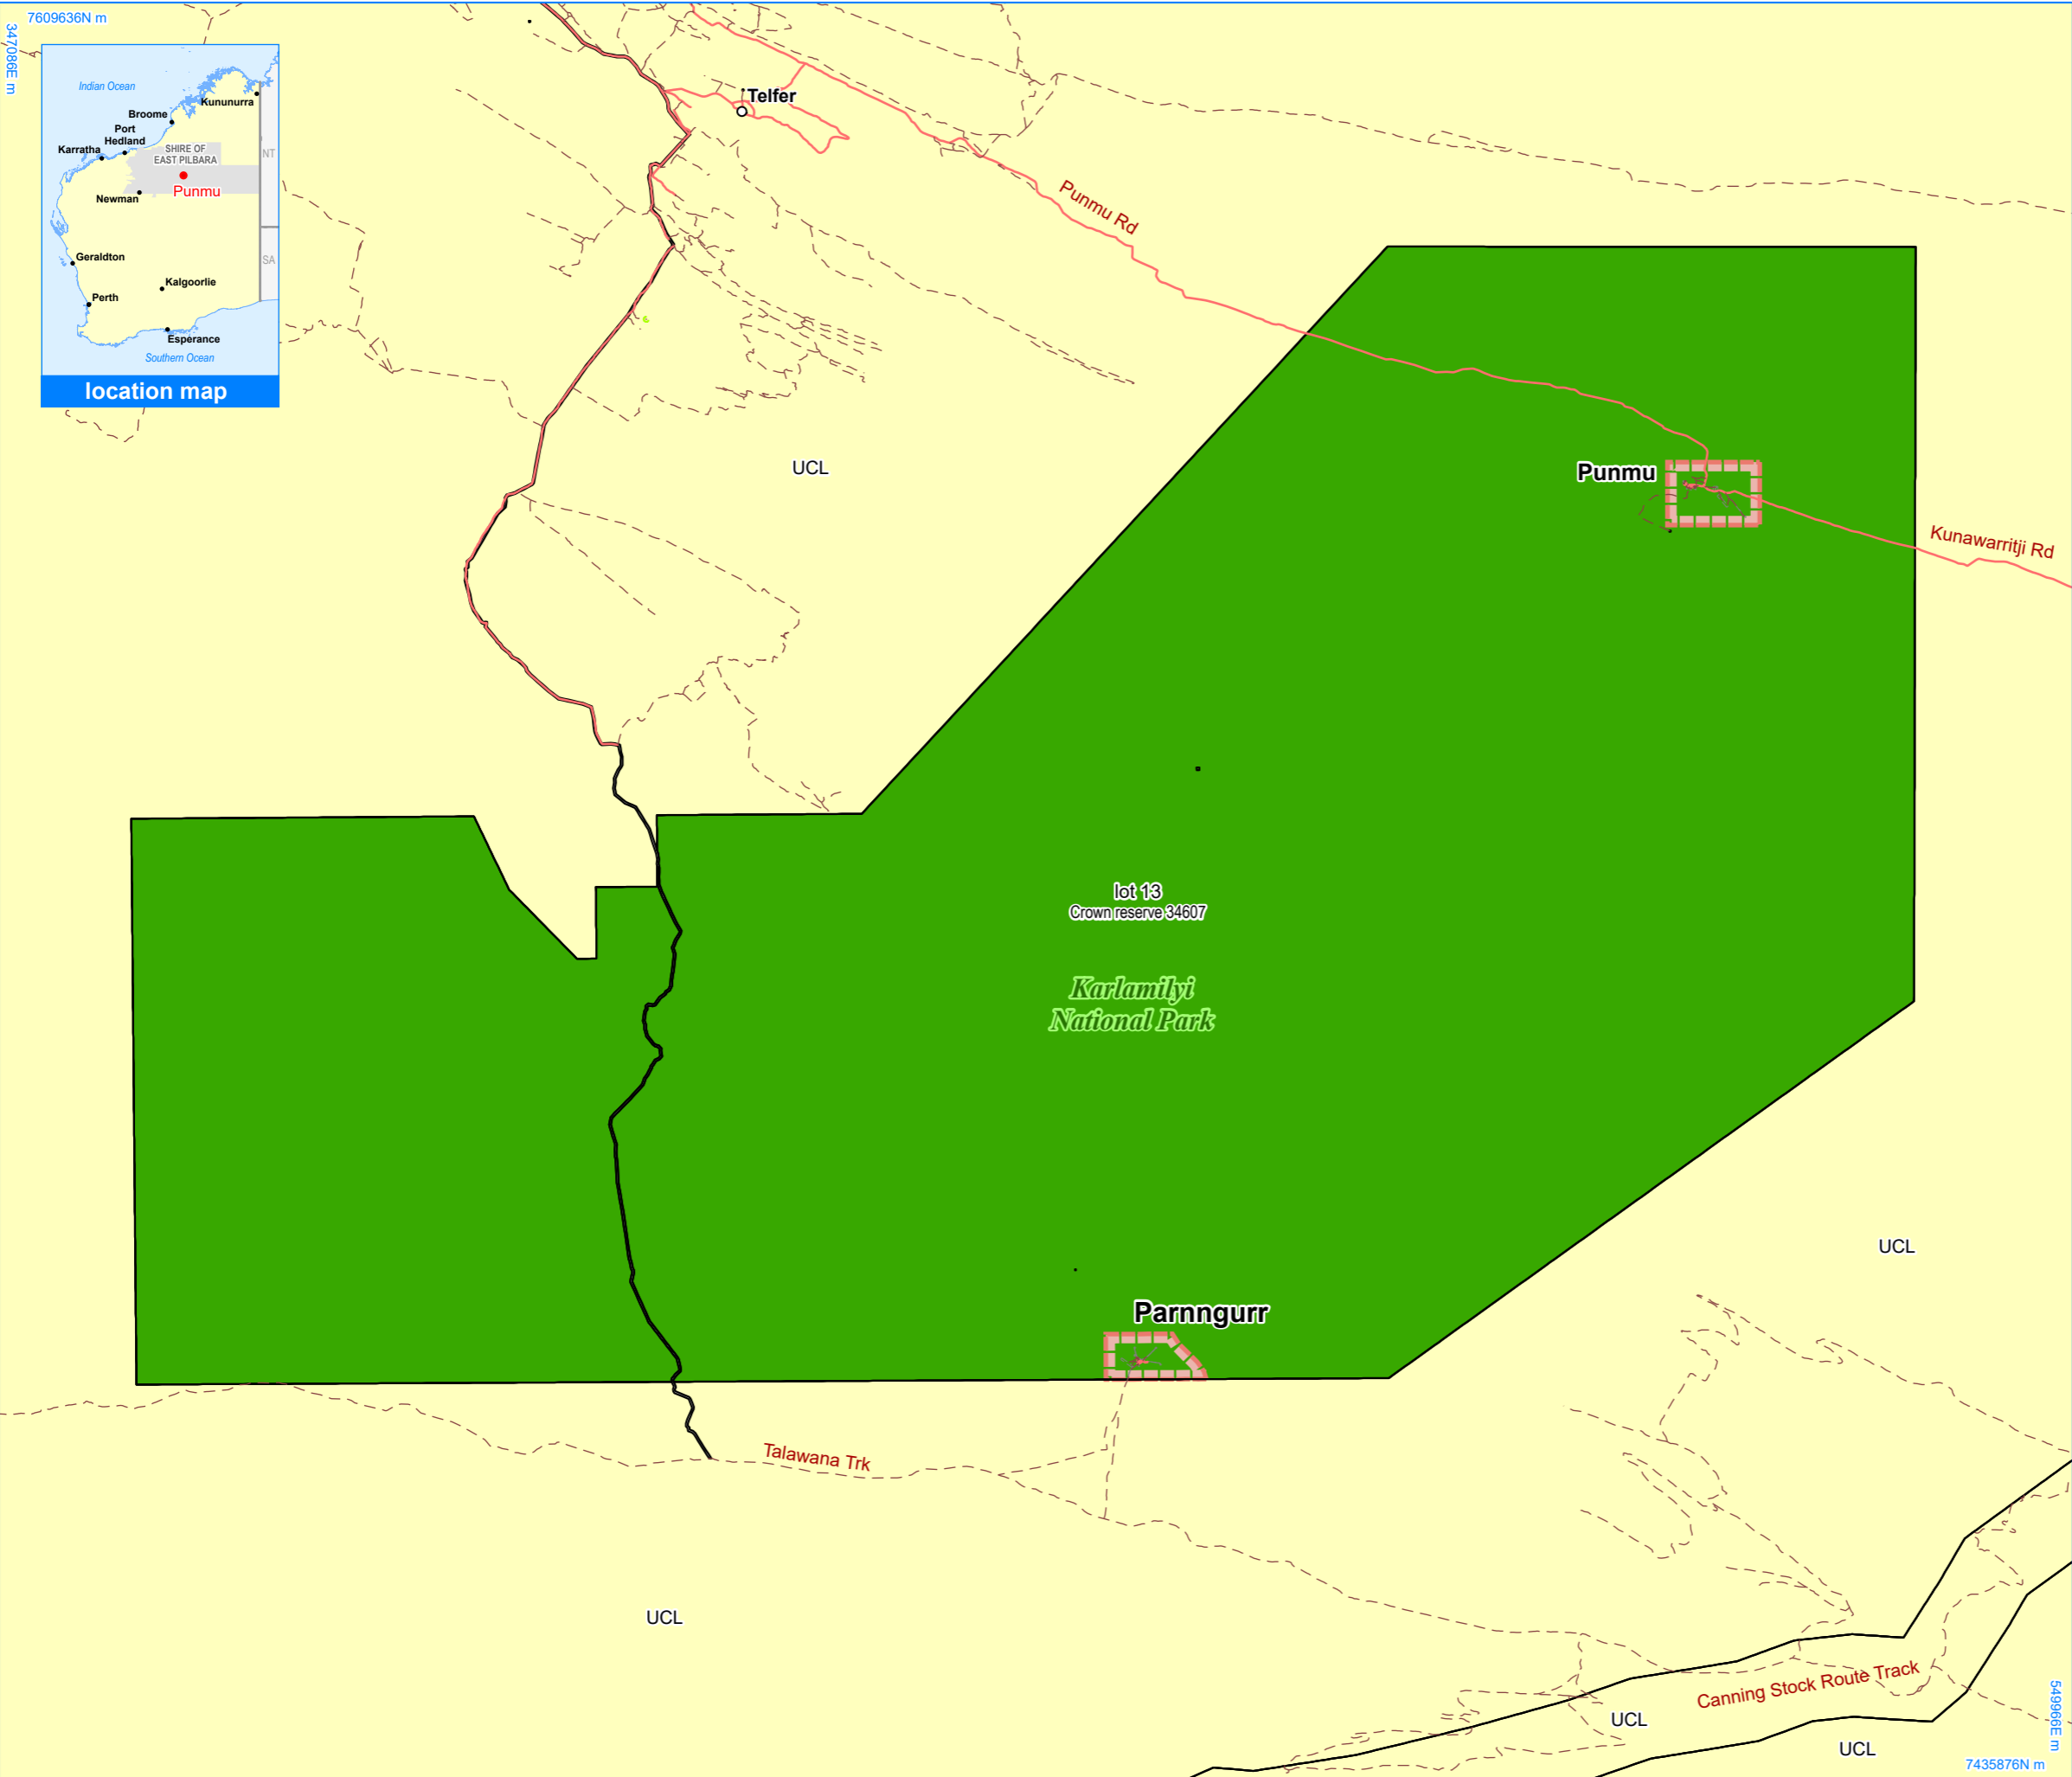 7609636N m
347086E m
Indian Ocean
Kununurra
Broome
Port
Hedland
Karratha
SHIRE OF
EAST PILBARA
NT
Punmu
Newman
SA
Geraldton
Kalgoorlie
Perth
Esperance
Southern Ocean
location map
Telfer
Punmu Rd
UCL
Punmu
Kunawarritji Rd
lot 13
Crown reserve 34607
Karlamilyi
National Park
UCL
Parnngurr
Talawana Trk
UCL
Canning Stock Route Track
UCL
UCL
549966E m
7435876N m